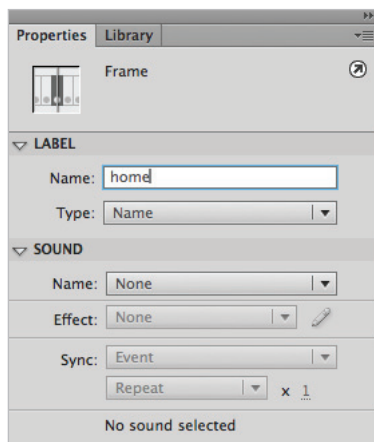 Properties Library
Frame
LABEL
Name: home
Type: Name
SOUND
Name: None
Effect: None
Sync: Event
Repeat x 1
No sound selected